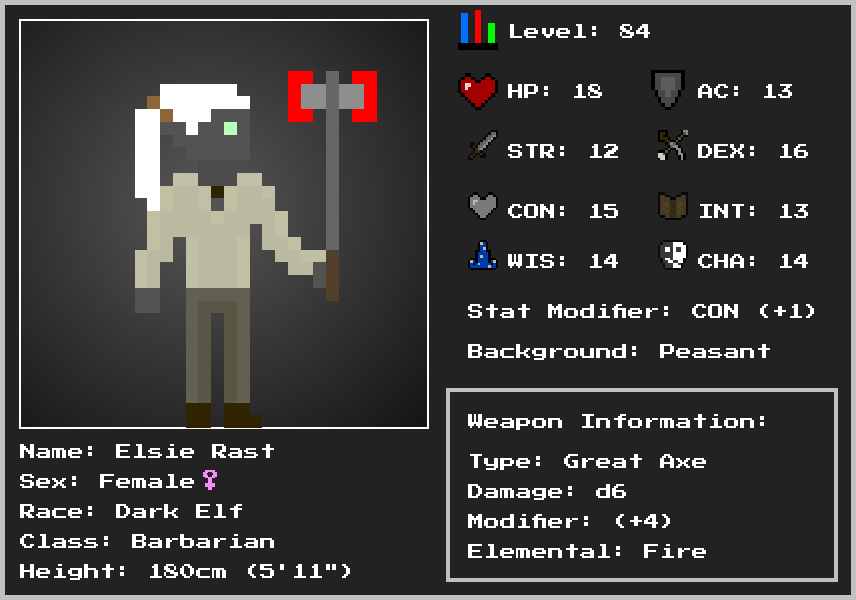 Level: 84
HP: 18
AC: 13
STR: 12
DEX: 16
CON: 15
INT: 13
WIS: 14
CHA: 14
Stat Modifier: CON (+1)
Background: Peasant
Weapon Information:
Type: Great Axe
Damage: d6
Modifier: (+4)
Elemental: Fire
Name: Elsie Rast
Sex: Female♀
Race: Dark Elf
Class: Barbarian
Height: 180cm (5'11")